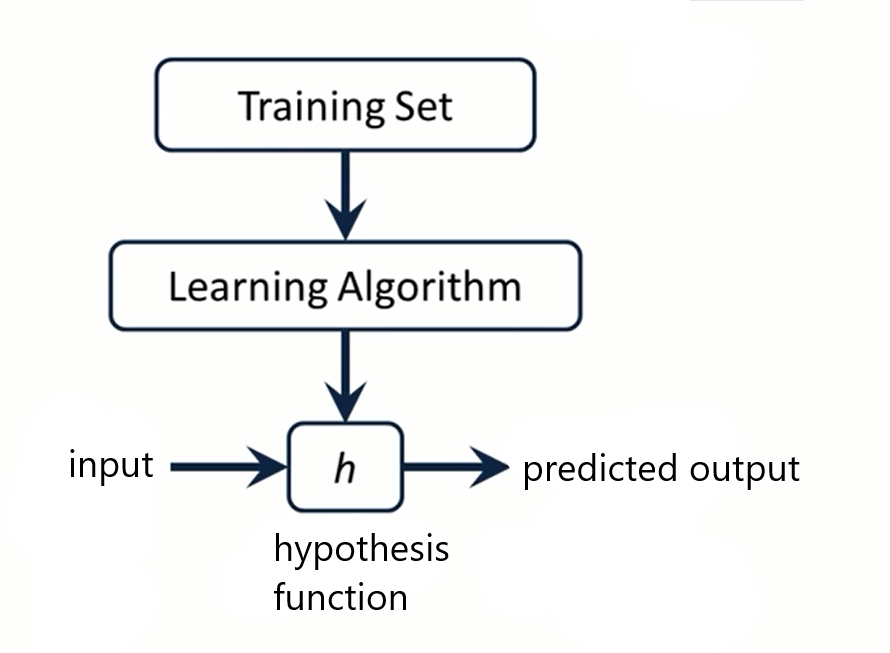 Training Set
Learning Algorithm
input
h
predicted output
hypothesis
function